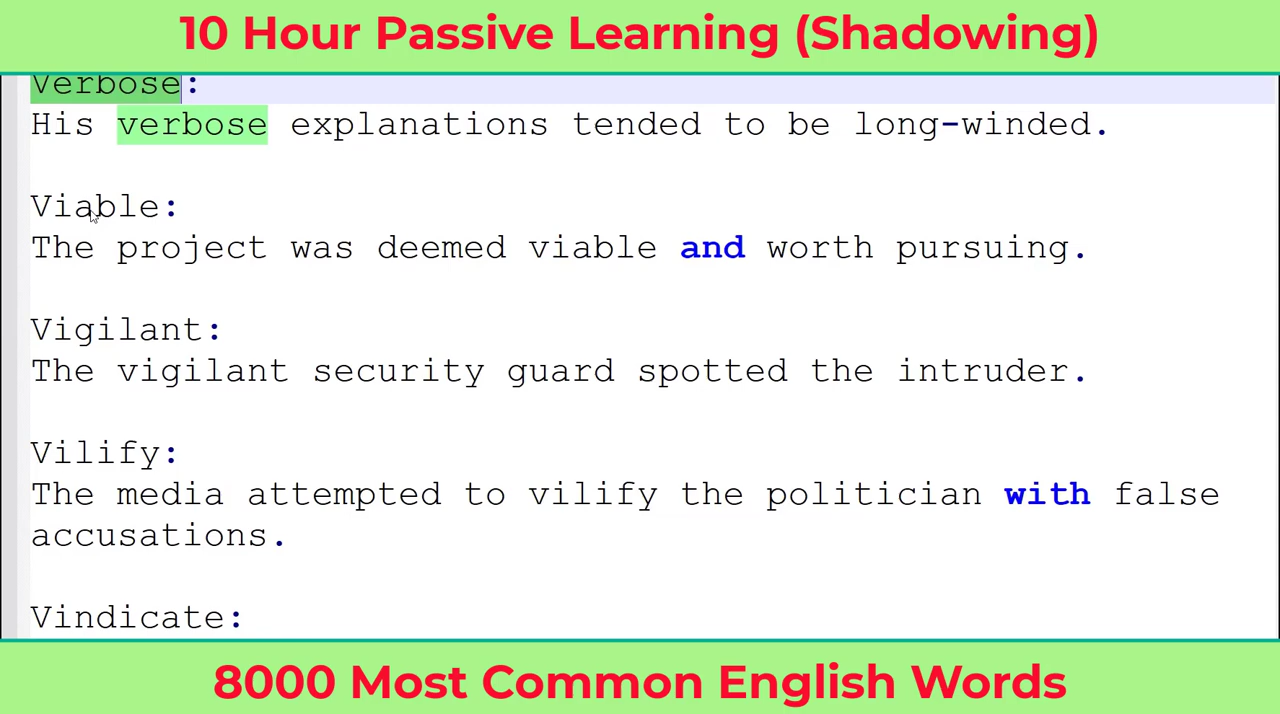 10 Hour Passive Learning (Shadowing)
Verbose:
His verbose explanations tended to be long-winded.
Viable:
The project was deemed viable and worth pursuing.
Vigilant:
The vigilant security guard spotted the intruder.
Vilify:
The media attempted to vilify the politician with false
accusations.
Vindicate:
8000 Most Common English Words